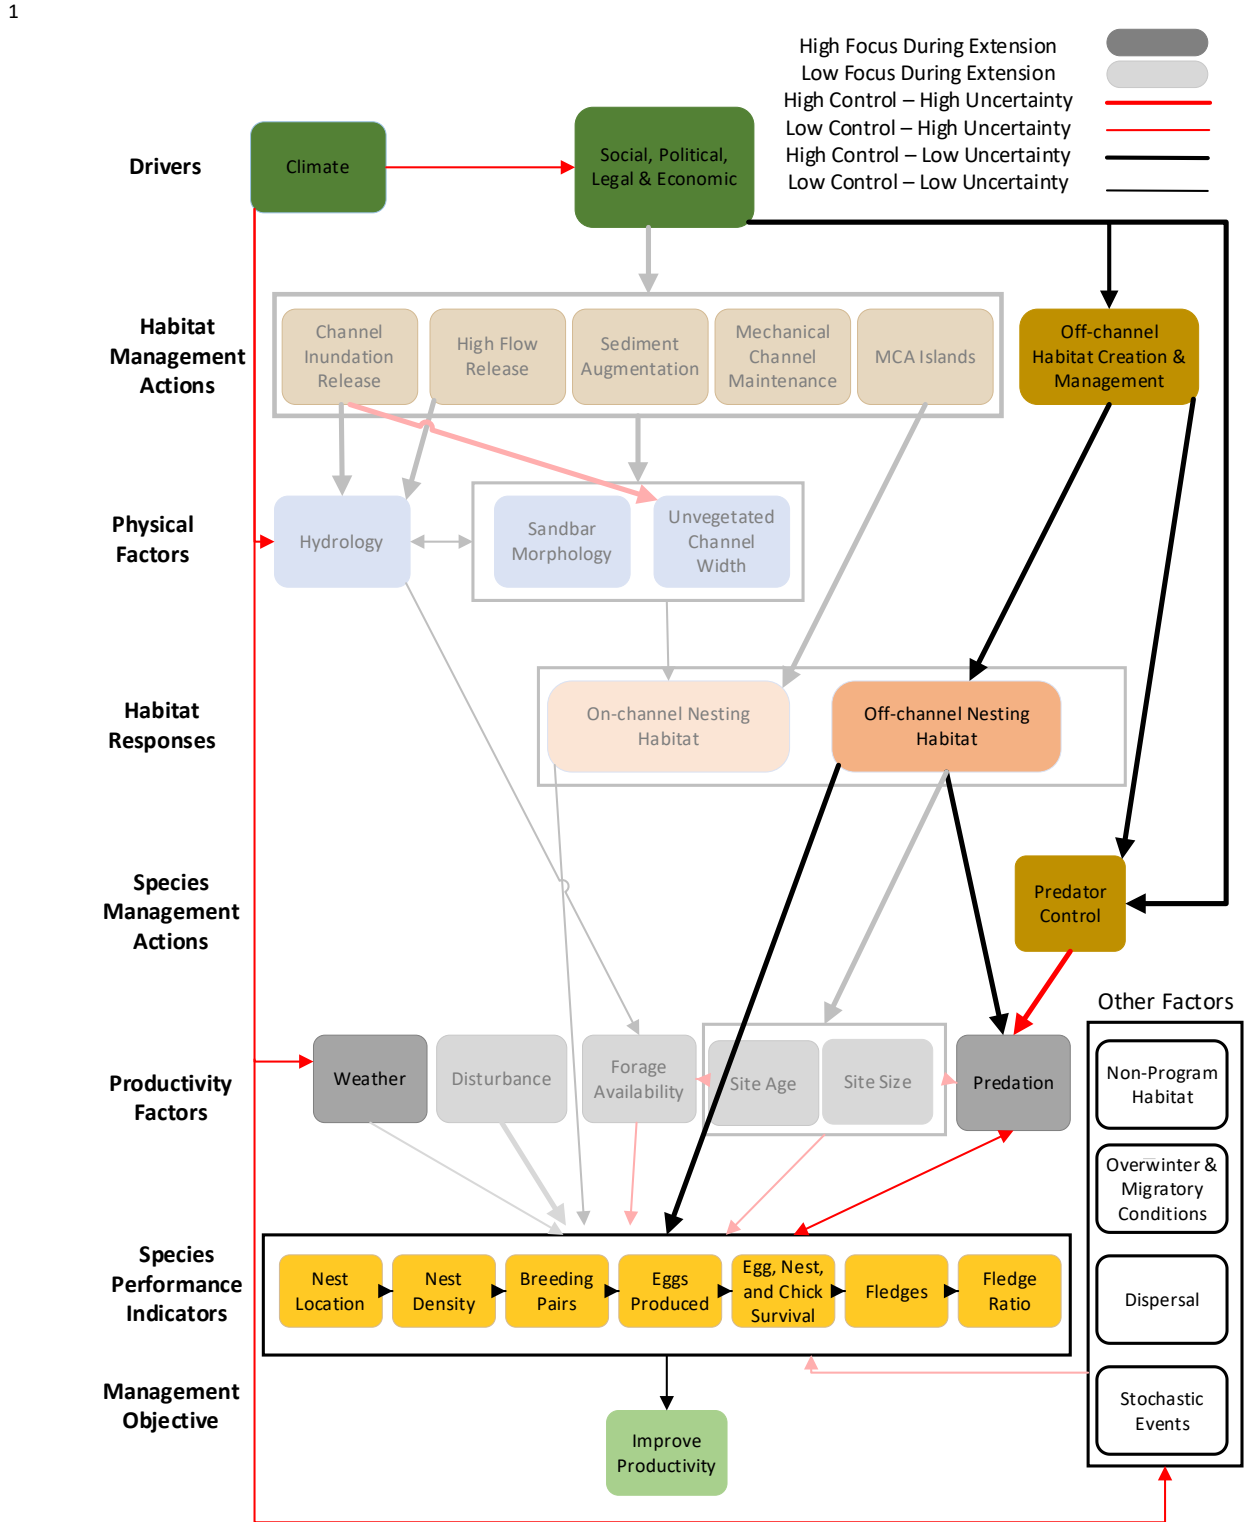 1
High Focus During Extension
Low Focus During Extension
High Control – High Uncertainty
Low Control – High Uncertainty
High Control – Low Uncertainty
Low Control – Low Uncertainty
Drivers
Climate
Social, Political,
Legal & Economic
Habitat
Management
Actions
Channel
Inundation
Release
High Flow
Release
Sediment
Augmentation
Mechanical
Channel
Maintenance
MCA Islands
Off-channel
Habitat Creation &
Management
Physical
Factors
Hydrology
Sandbar
Morphology
Unvegetated
Channel
Width
Habitat
Responses
On-channel Nesting
Habitat
Off-channel Nesting
Habitat
Species
Management
Actions
Predator
Control
Other Factors
Productivity
Factors
Weather
Disturbance
Forage
Availability
Site Age
Site Size
Predation
Non-Program
Habitat
Overwinter &
Migratory
Conditions
Dispersal
Stochastic
Events
Species
Performance
Indicators
Nest
Location
Nest
Density
Breeding
Pairs
Eggs
Produced
Egg, Nest,
and Chick
Survival
Fledges
Fledge
Ratio
Management
Objective
Improve
Productivity